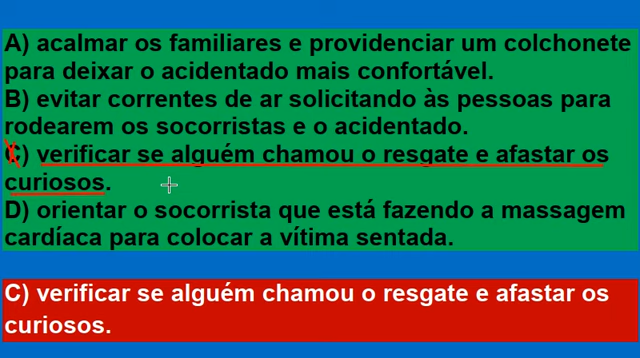 A) acalmar os familiares e providenciar um colchonete
para deixar o acidentado mais confortável.
B) evitar correntes de ar solicitando às pessoas para
rodearem os socorristas e o acidentado.
C) verificar se alguém chamou o resgate e afastar os
curiosos.
D) orientar o socorrista que está fazendo a massagem
cardíaca para colocar a vítima sentada.
C) verificar se alguém chamou o resgate e afastar os
curiosos.